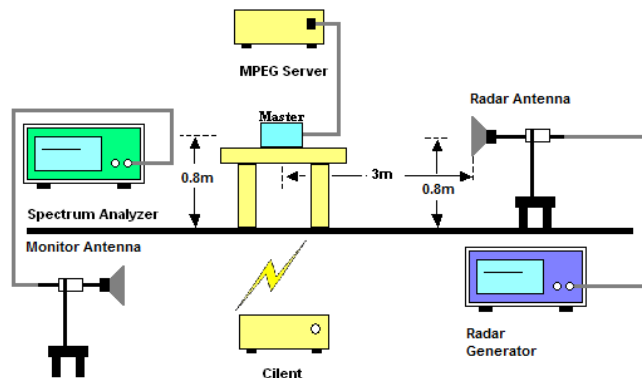 MPEG Server
Radar Antenna
Master
0.8m
3m
0.8m
Spectrum Analyzer
Monitor Antenna
Radar
Generator
Cilent